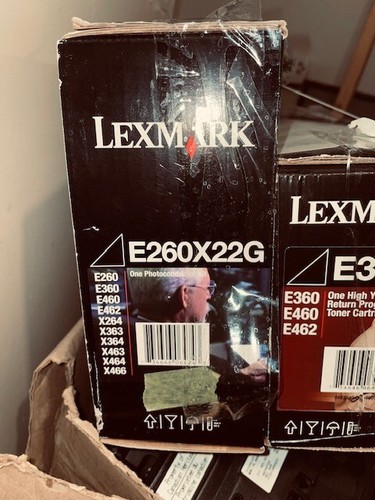 LEXMARK
E260X22G
E260
E360
E460
E462
X264
X363
X364
X463
X464
X466
One Photocond
LEXM
E3
E360
E460
E462
One High Y
Return Pro
Toner Cartr